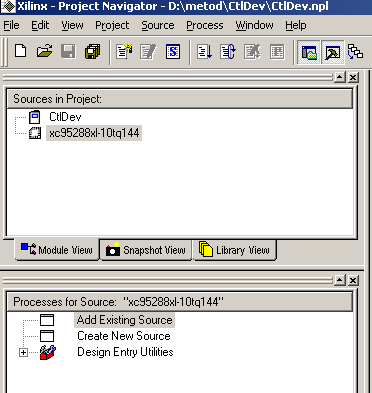 Xilinx - Project Navigator - D:\metod\CtlDev\CtlDev.npl
File Edit View Project Source Process Window Help
Sources in Project:
CtlDev
xc95288xl-10tq144
Module View Snapshot View Library View
Processes for Source: "xc95288xl-10tq144"
Add Existing Source
Create New Source
Design Entry Utilities